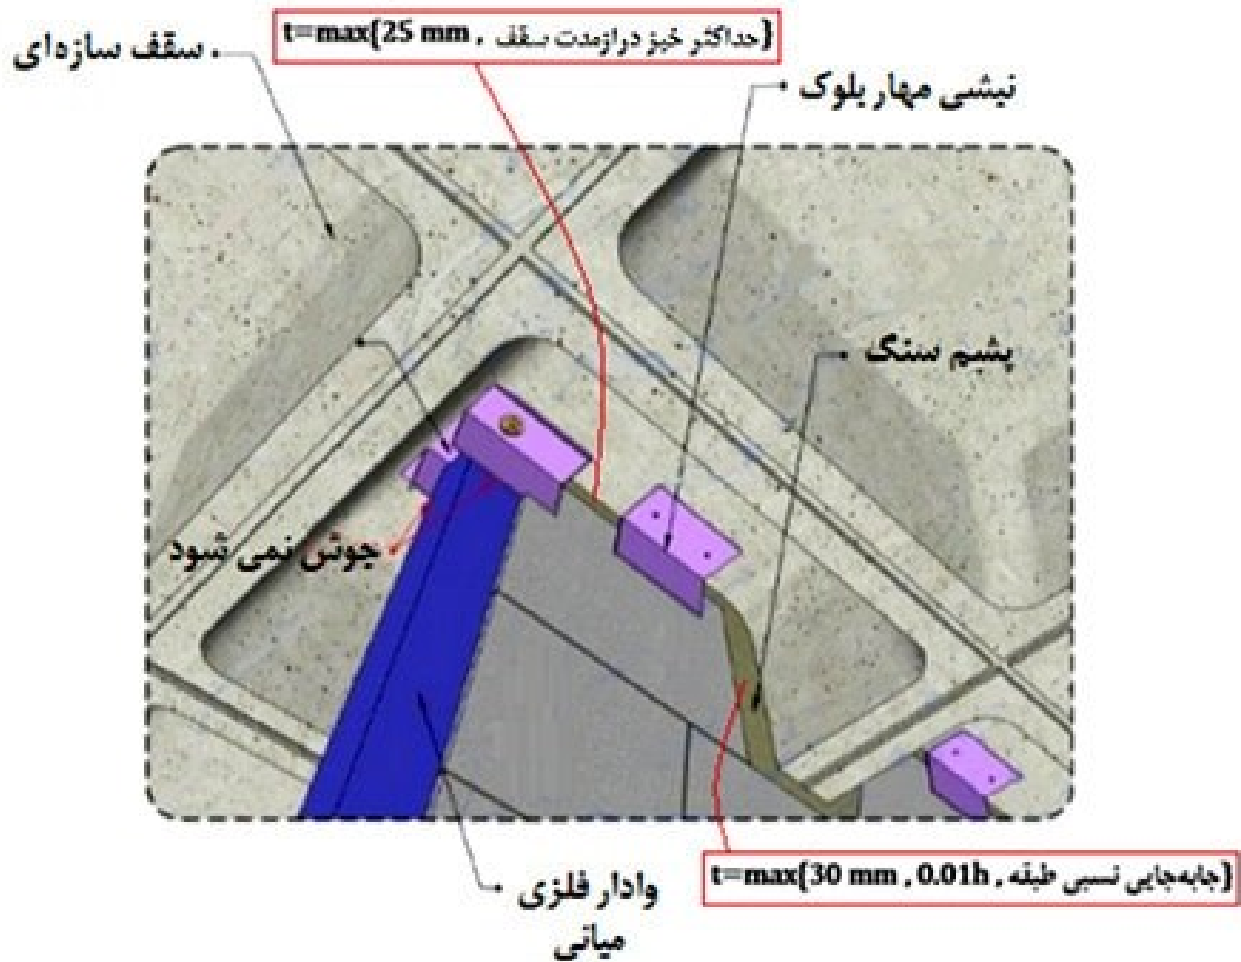 t=max{25 mm , حداکثر خیز درازمدت سقف}
سقف سازه‌ای
نبشی مهار بلوک
پشم سنگ
جوش نمی شود
t=max{30 mm , 0.01h , جابه‌جایی نسبی طبقه}
وادار فلزی
میانی